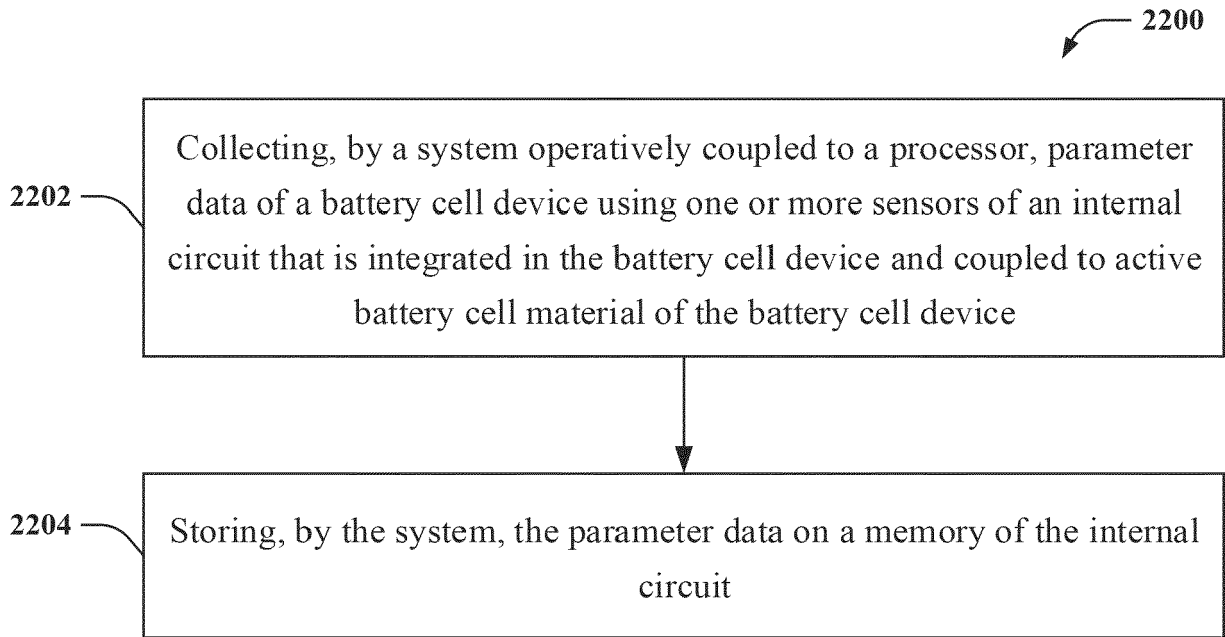 2200
Collecting, by a system operatively coupled to a processor, parameter
2202
data of a battery cell device using one or more sensors of an internal
circuit that is integrated in the battery cell device and coupled to active
battery cell material of the battery cell device
2204
Storing, by the system, the parameter data on a memory of the internal
circuit